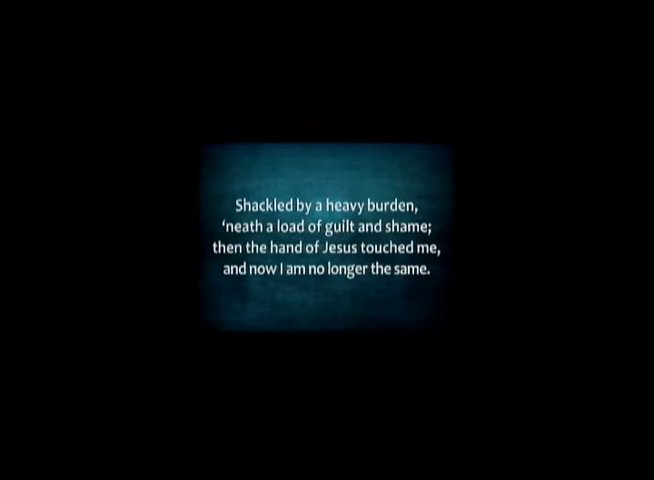 Shackled by a heavy burden,
‘neath a load of guilt and shame;
then the hand of Jesus touched me,
and now I am no longer the same.